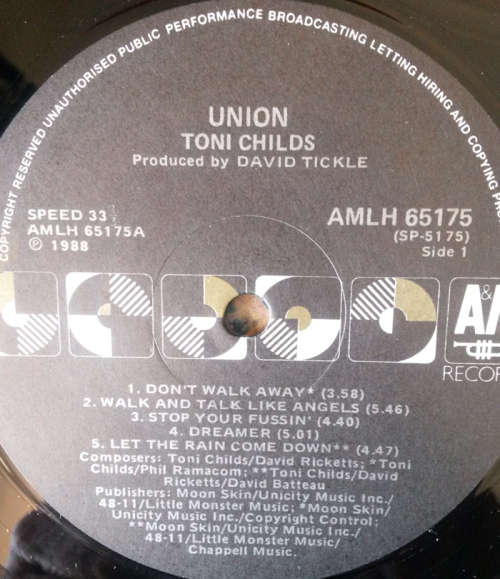 COPYRIGHT RESERVED UNAUTHORISED PUBLIC PERFORMANCE BROADCASTING LETTING HIRING AND COPYING
UNION
TONI CHILDS
Produced by DAVID TICKLE
SPEED 33
AMLH 65175A
℗ 1988
AMLH 65175
(SP-5175)
Side 1
A&M
RECOR
1. DON'T WALK AWAY* (3.58)
2. WALK AND TALK LIKE ANGELS (5.46)
3. STOP YOUR FUSSIN' (4.40)
4. DREAMER (5.01)
5. LET THE RAIN COME DOWN** (4.47)
Composers: Toni Childs/David Ricketts; *Toni
Childs/Phil Ramacom; **Toni Childs/David
Ricketts/David Batteau
Publishers: Moon Skin/Unicity Music Inc./
48-11/Little Monster Music; *Moon Skin/
Unicity Music Inc./Copyright Control;
**Moon Skin/Unicity Music Inc./
48-11/Little Monster Music/
Chappell Music.